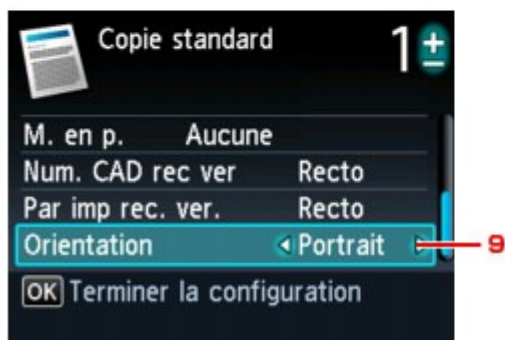 Copie standard 1
M. en p. Aucune
Num. CAD rec ver Recto
Par imp rec. ver. Recto
Orientation Portrait 9
OK Terminer la configuration